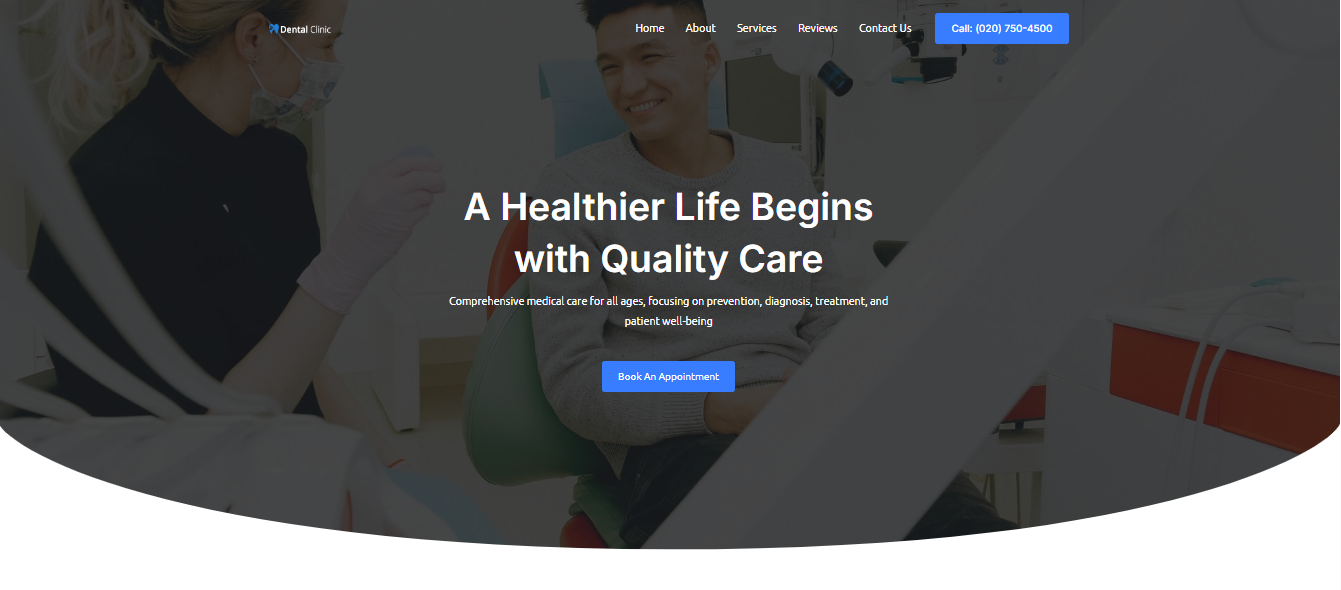 Dental Clinic
Home About Services Reviews Contact Us Call: (020) 750-4500
A Healthier Life Begins
with Quality Care
Comprehensive medical care for all ages, focusing on prevention, diagnosis, treatment, and
patient well-being
Book An Appointment